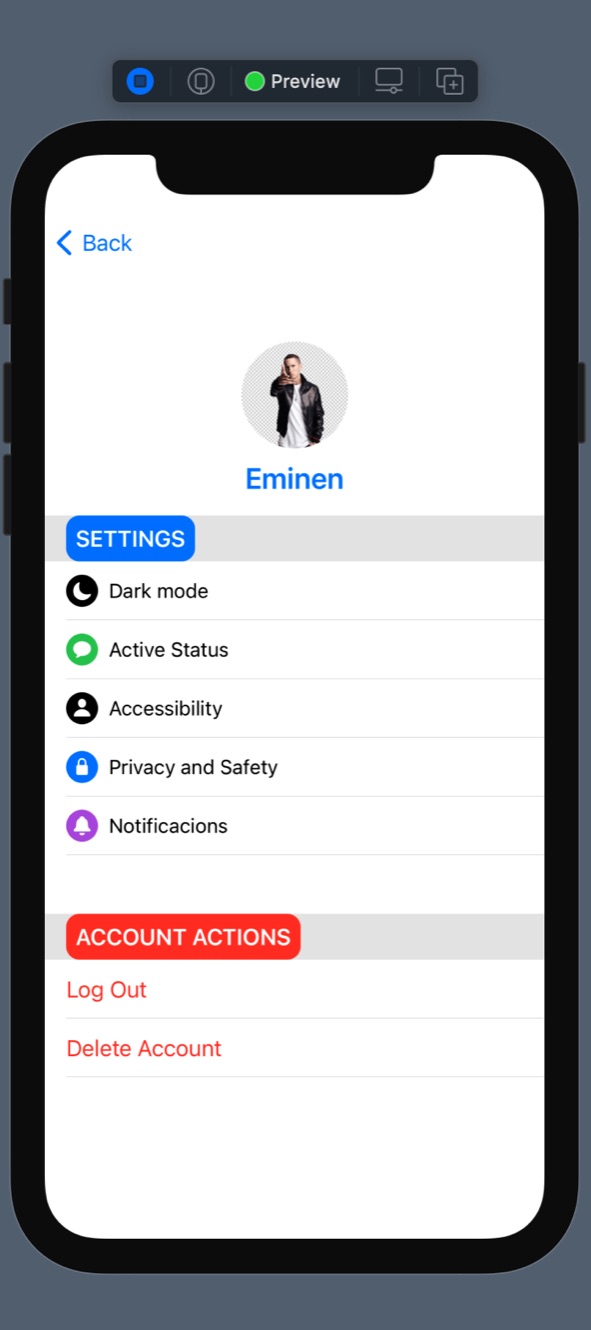 Preview
Back
Eminen
SETTINGS
Dark mode
Active Status
Accessibility
Privacy and Safety
Notificacions
ACCOUNT ACTIONS
Log Out
Delete Account